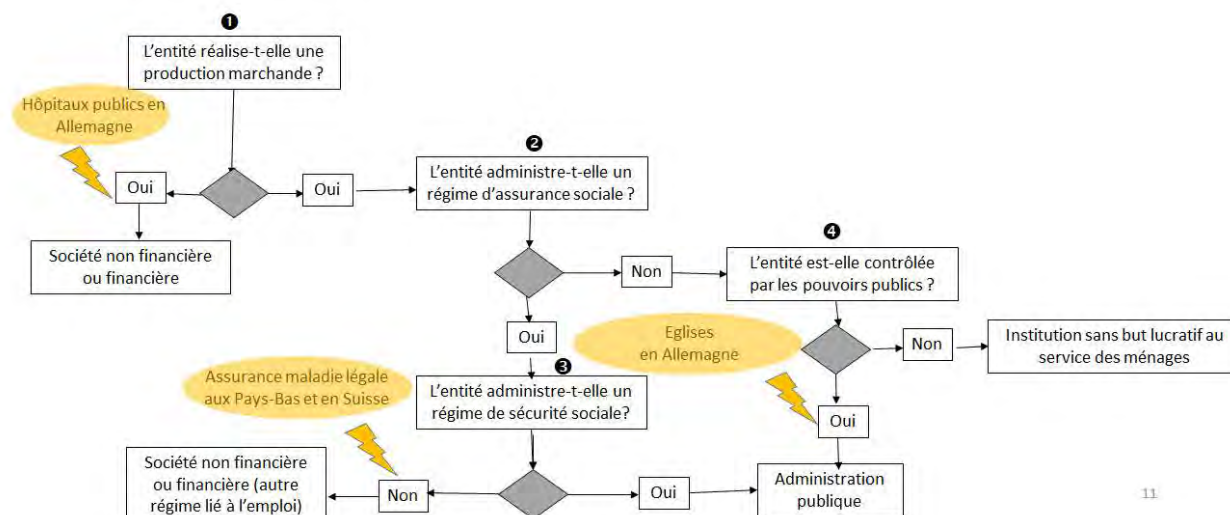 ❶
L'entité réalise-t-elle une
production marchande ?
Hôpitaux publics en
Allemagne
Oui
Oui
Société non financière
ou financière
❷
L'entité administre-t-elle un
régime d'assurance sociale ?
Non
Oui
❹
L'entité est-elle contrôlée
par les pouvoirs publics ?
Eglises
en Allemagne
Non
Institution sans but lucratif au
service des ménages
Oui
Assurance maladie légale
aux Pays-Bas et en Suisse
❸
L'entité administre-t-elle un
régime de sécurité sociale?
Non
Société non financière
ou financière (autre
régime lié à l'emploi)
Oui
Administration
publique
11